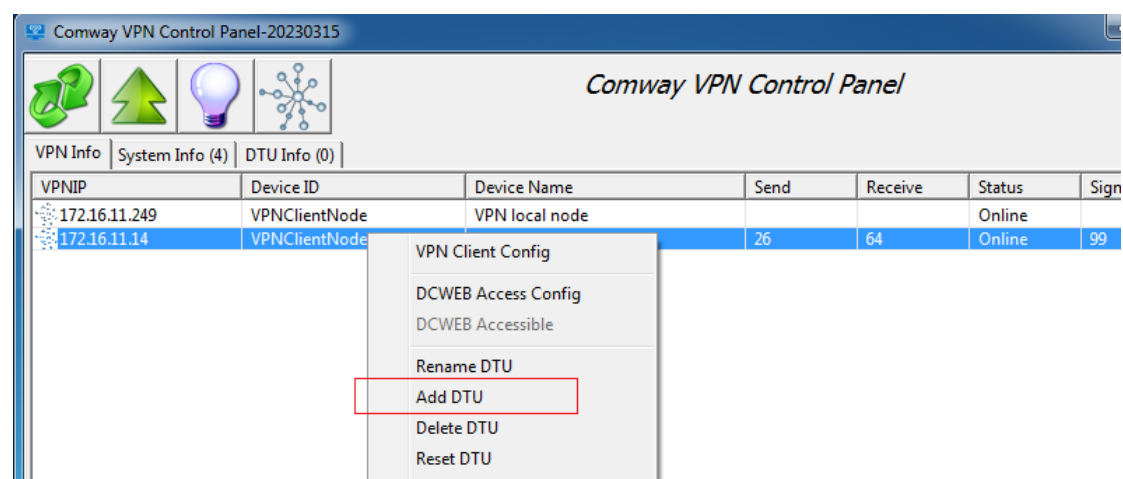 Comway VPN Control Panel-20230315
Comway VPN Control Panel
VPN Info System Info (4) DTU Info (0)
VPNIP Device ID Device Name Send Receive Status Sign
172.16.11.249 VPNClientNode VPN local node Online
172.16.11.14 VPNClientNode 26 64 Online 99
VPN Client Config
DCWEB Access Config
DCWEB Accessible
Rename DTU
Add DTU
Delete DTU
Reset DTU